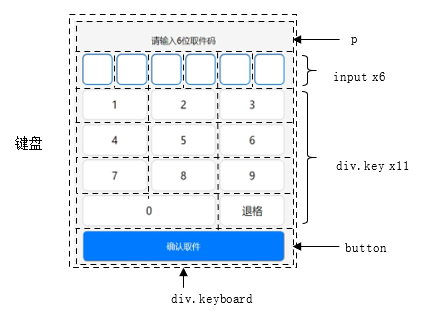 请输入6位取件码
p
input x6
1 2 3
4 5 6
键盘
div.key x11
7 8 9
0 退格
确认取件
button
div.keyboard